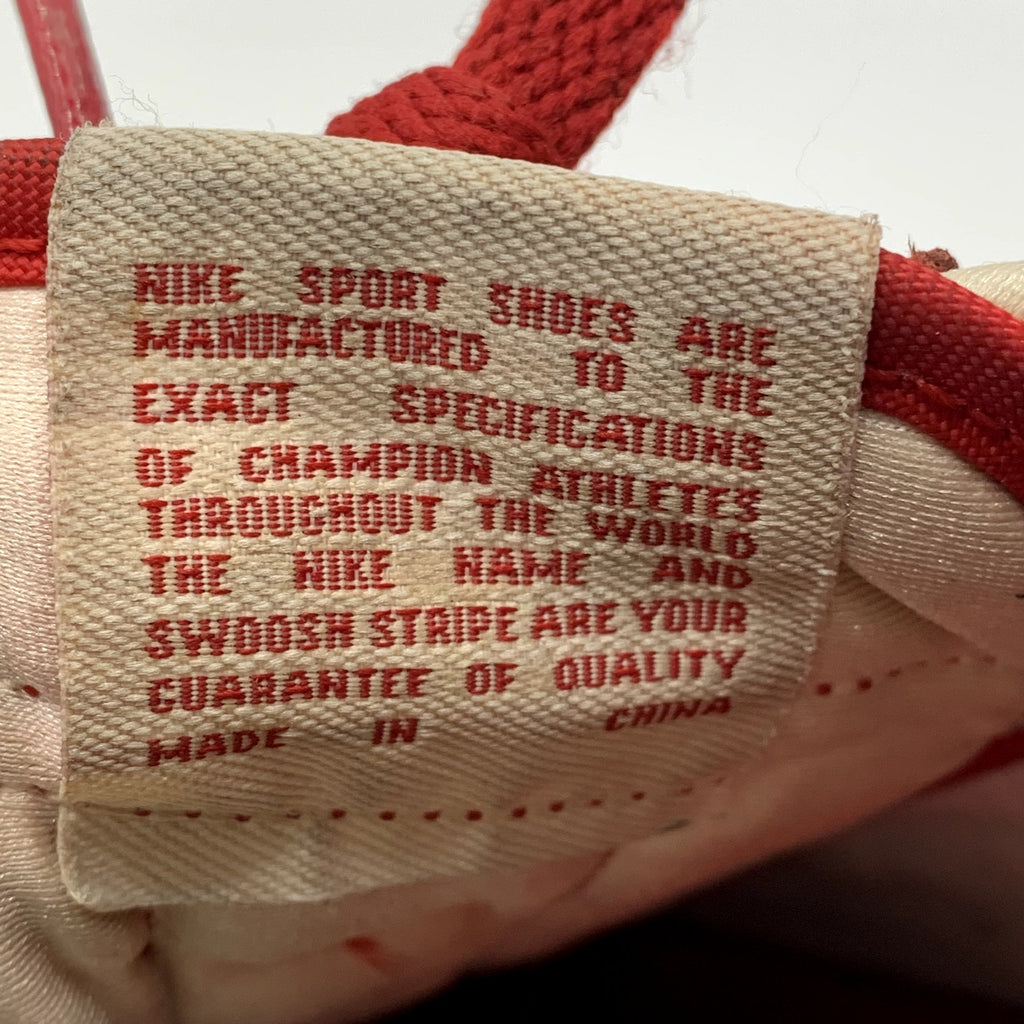 NIKE SPORT SHOES ARE
MANUFACTURED TO THE
EXACT SPECIFICATIONS
OF CHAMPION ATHLETES
THROUGHOUT THE WORLD
THE NIKE NAME AND
SWOOSH STRIPE ARE YOUR
GUARANTEE OF QUALITY
MADE IN CHINA